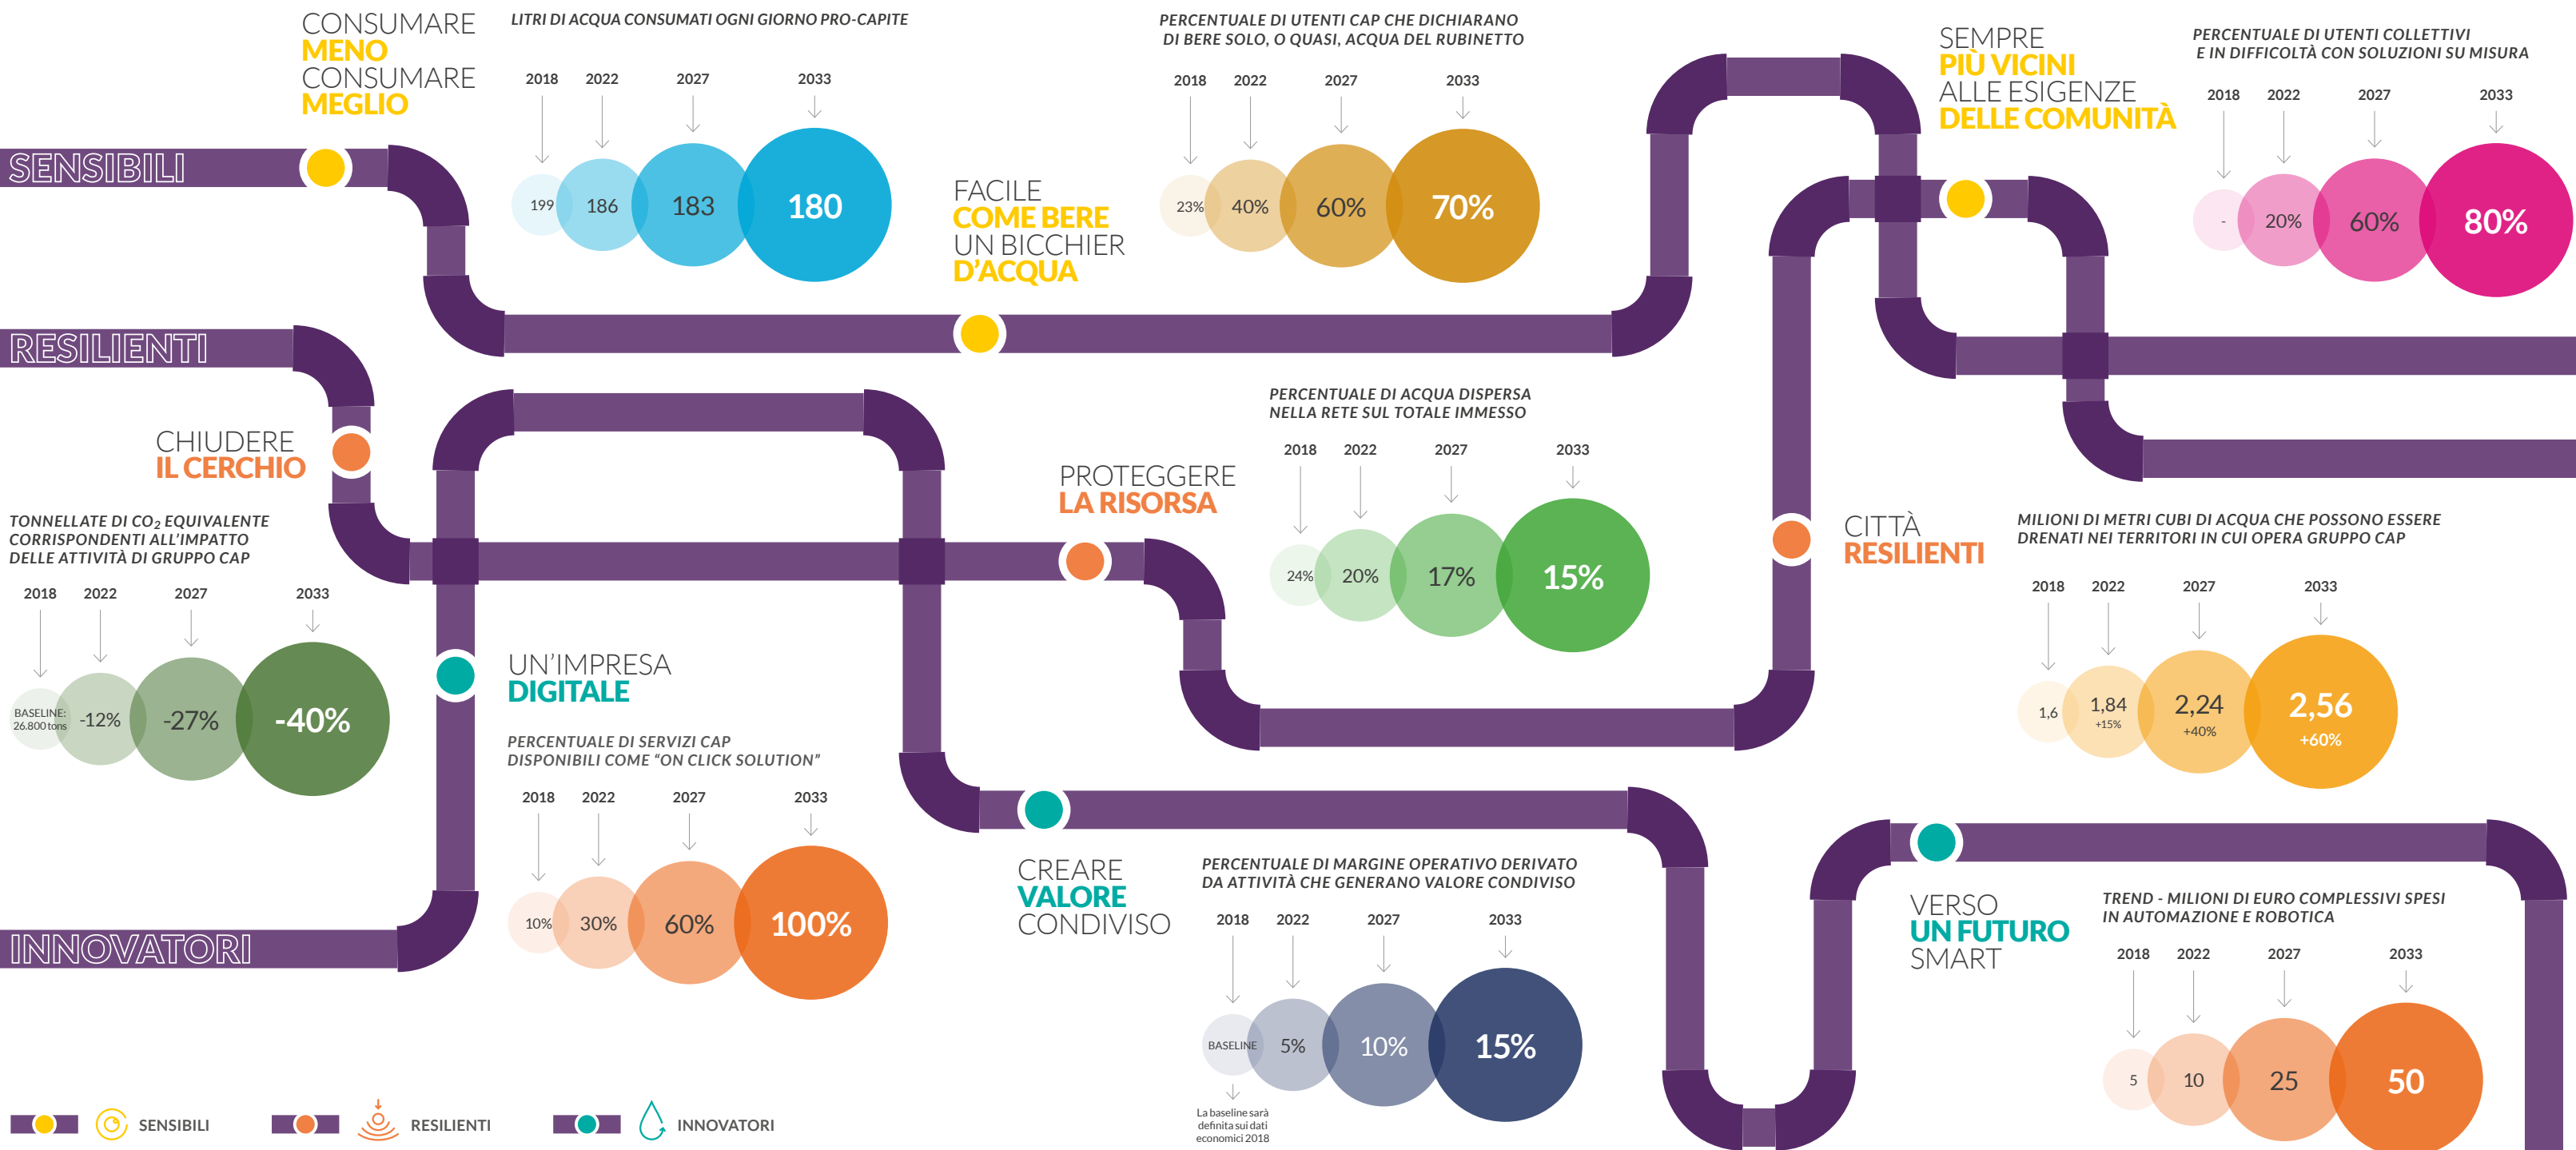 CONSUMARE
MENO
CONSUMARE
MEGLIO
LITRI DI ACQUA CONSUMATI OGNI GIORNO PRO-CAPITE
2018 2022 2027 2033
199 186 183 180
FACILE
COME BERE
UN BICCHIER
D'ACQUA
PERCENTUALE DI UTENTI CAP CHE DICHIARANO
DI BERE SOLO, O QUASI, ACQUA DEL RUBINETTO
2018 2022 2027 2033
23% 40% 60% 70%
SEMPRE
PIÙ VICINI
ALLE ESIGENZE
DELLE COMUNITÀ
PERCENTUALE DI UTENTI COLLETTIVI
E IN DIFFICOLTÀ CON SOLUZIONI SU MISURA
2018 2022 2027 2033
- 20% 60% 80%
SENSIBILI
RESILIENTI
CHIUDERE
IL CERCHIO
TONNELLATE DI CO₂ EQUIVALENTE
CORRISPONDENTI ALL'IMPATTO
DELLE ATTIVITÀ DI GRUPPO CAP
2018 2022 2027 2033
BASELINE:
26.800 tons
-12% -27% -40%
PROTEGGERE
LA RISORSA
PERCENTUALE DI ACQUA DISPERSA
NELLA RETE SUL TOTALE IMMESSO
2018 2022 2027 2033
24% 20% 17% 15%
CITTÀ
RESILIENTI
MILIONI DI METRI CUBI DI ACQUA CHE POSSONO ESSERE
DRENATI NEI TERRITORI IN CUI OPERA GRUPPO CAP
2018 2022 2027 2033
1,6 1,84 2,24 2,56
+15% +40% +60%
UN'IMPRESA
DIGITALE
PERCENTUALE DI SERVIZI CAP
DISPONIBILI COME "ON CLICK SOLUTION"
2018 2022 2027 2033
10% 30% 60% 100%
INNOVATORI
CREARE
VALORE
CONDIVISO
PERCENTUALE DI MARGINE OPERATIVO DERIVATO
DA ATTIVITÀ CHE GENERANO VALORE CONDIVISO
2018 2022 2027 2033
BASELINE 5% 10% 15%
La baseline sarà
definita sui dati
economici 2018
VERSO
UN FUTURO
SMART
TREND - MILIONI DI EURO COMPLESSIVI SPESI
IN AUTOMAZIONE E ROBOTICA
2018 2022 2027 2033
5 10 25 50
SENSIBILI RESILIENTI INNOVATORI